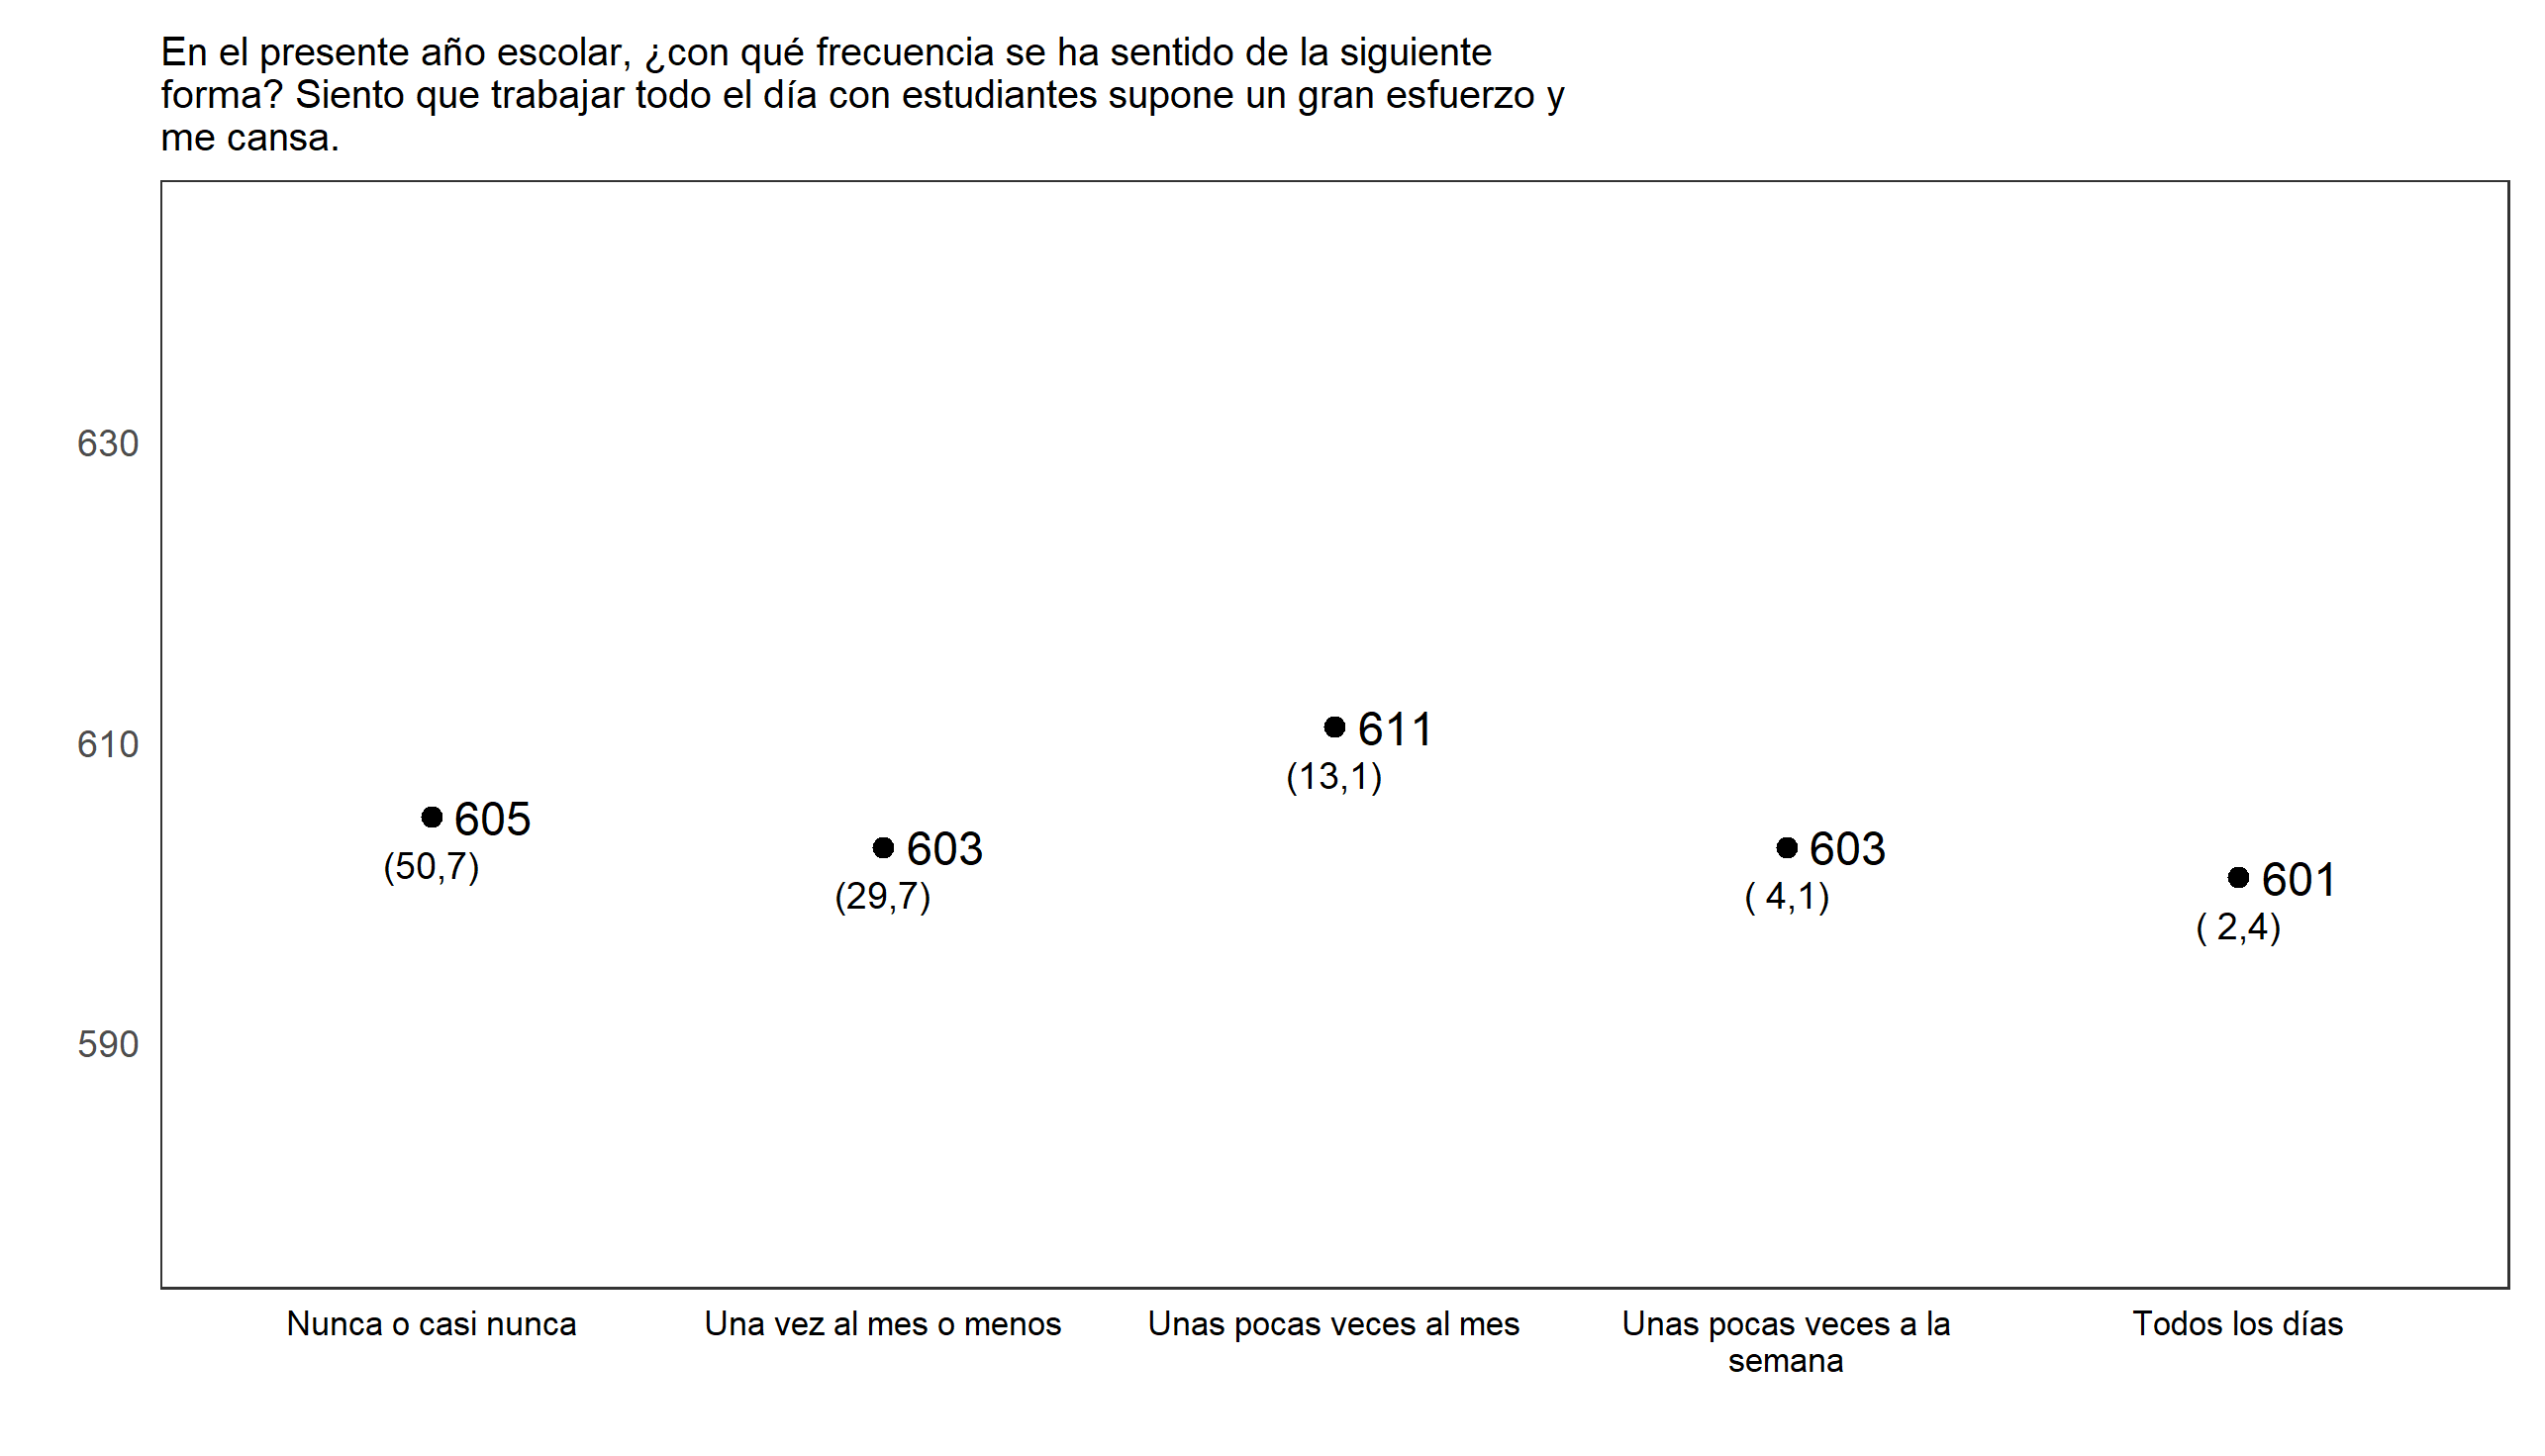 En el presente año escolar, ¿con qué frecuencia se ha sentido de la siguiente
forma? Siento que trabajar todo el día con estudiantes supone un gran esfuerzo y
me cansa.
630
610
590
605
(50,7)
603
(29,7)
611
(13,1)
603
( 4,1)
601
( 2,4)
Nunca o casi nunca
Una vez al mes o menos
Unas pocas veces al mes
Unas pocas veces a la
semana
Todos los días